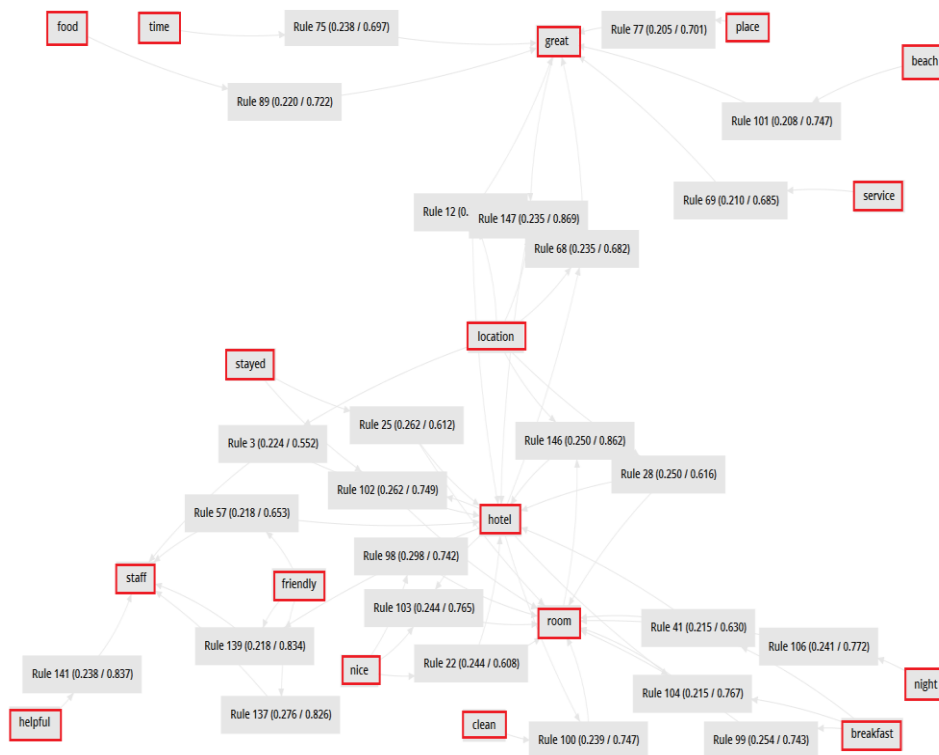 food
time
Rule 75 (0.238 / 0.697)
great
Rule 77 (0.205 / 0.701)
place
beach
Rule 89 (0.220 / 0.722)
Rule 101 (0.208 / 0.747)
Rule 69 (0.210 / 0.685)
service
Rule 12 (0.
Rule 147 (0.235 / 0.869)
Rule 68 (0.235 / 0.682)
location
stayed
Rule 25 (0.262 / 0.612)
Rule 3 (0.224 / 0.552)
Rule 146 (0.250 / 0.862)
Rule 28 (0.250 / 0.616)
Rule 102 (0.262 / 0.749)
Rule 57 (0.218 / 0.653)
hotel
Rule 98 (0.298 / 0.742)
staff
friendly
Rule 103 (0.244 / 0.765)
room
Rule 41 (0.215 / 0.630)
Rule 139 (0.218 / 0.834)
Rule 106 (0.241 / 0.772)
Rule 22 (0.244 / 0.608)
nice
Rule 141 (0.238 / 0.837)
night
Rule 104 (0.215 / 0.767)
Rule 137 (0.276 / 0.826)
helpful
clean
Rule 100 (0.239 / 0.747)
Rule 99 (0.254 / 0.743)
breakfast